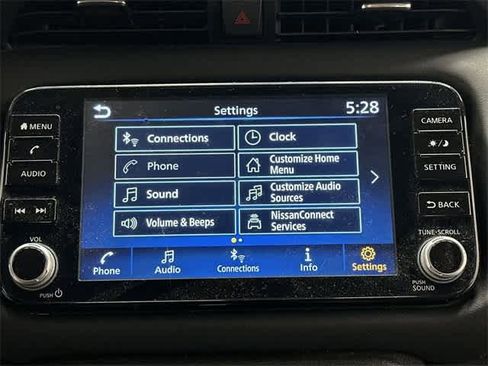 Settings
5:28
MENU
AUDIO
VOL
PUSH
Connections
Clock
Phone
Customize Home
Menu
Sound
Customize Audio
Sources
Volume & Beeps
NissanConnect
Services
Phone
Audio
Connections
Info
Settings
CAMERA
SETTING
BACK
TUNE·SCROLL
PUSH
SOUND